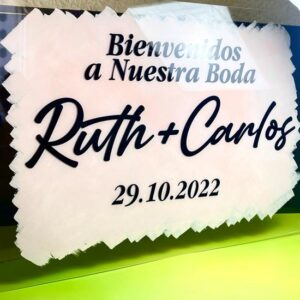 Bienvenidos
a Nuestra Boda
Ruth + Carlos
29.10.2022